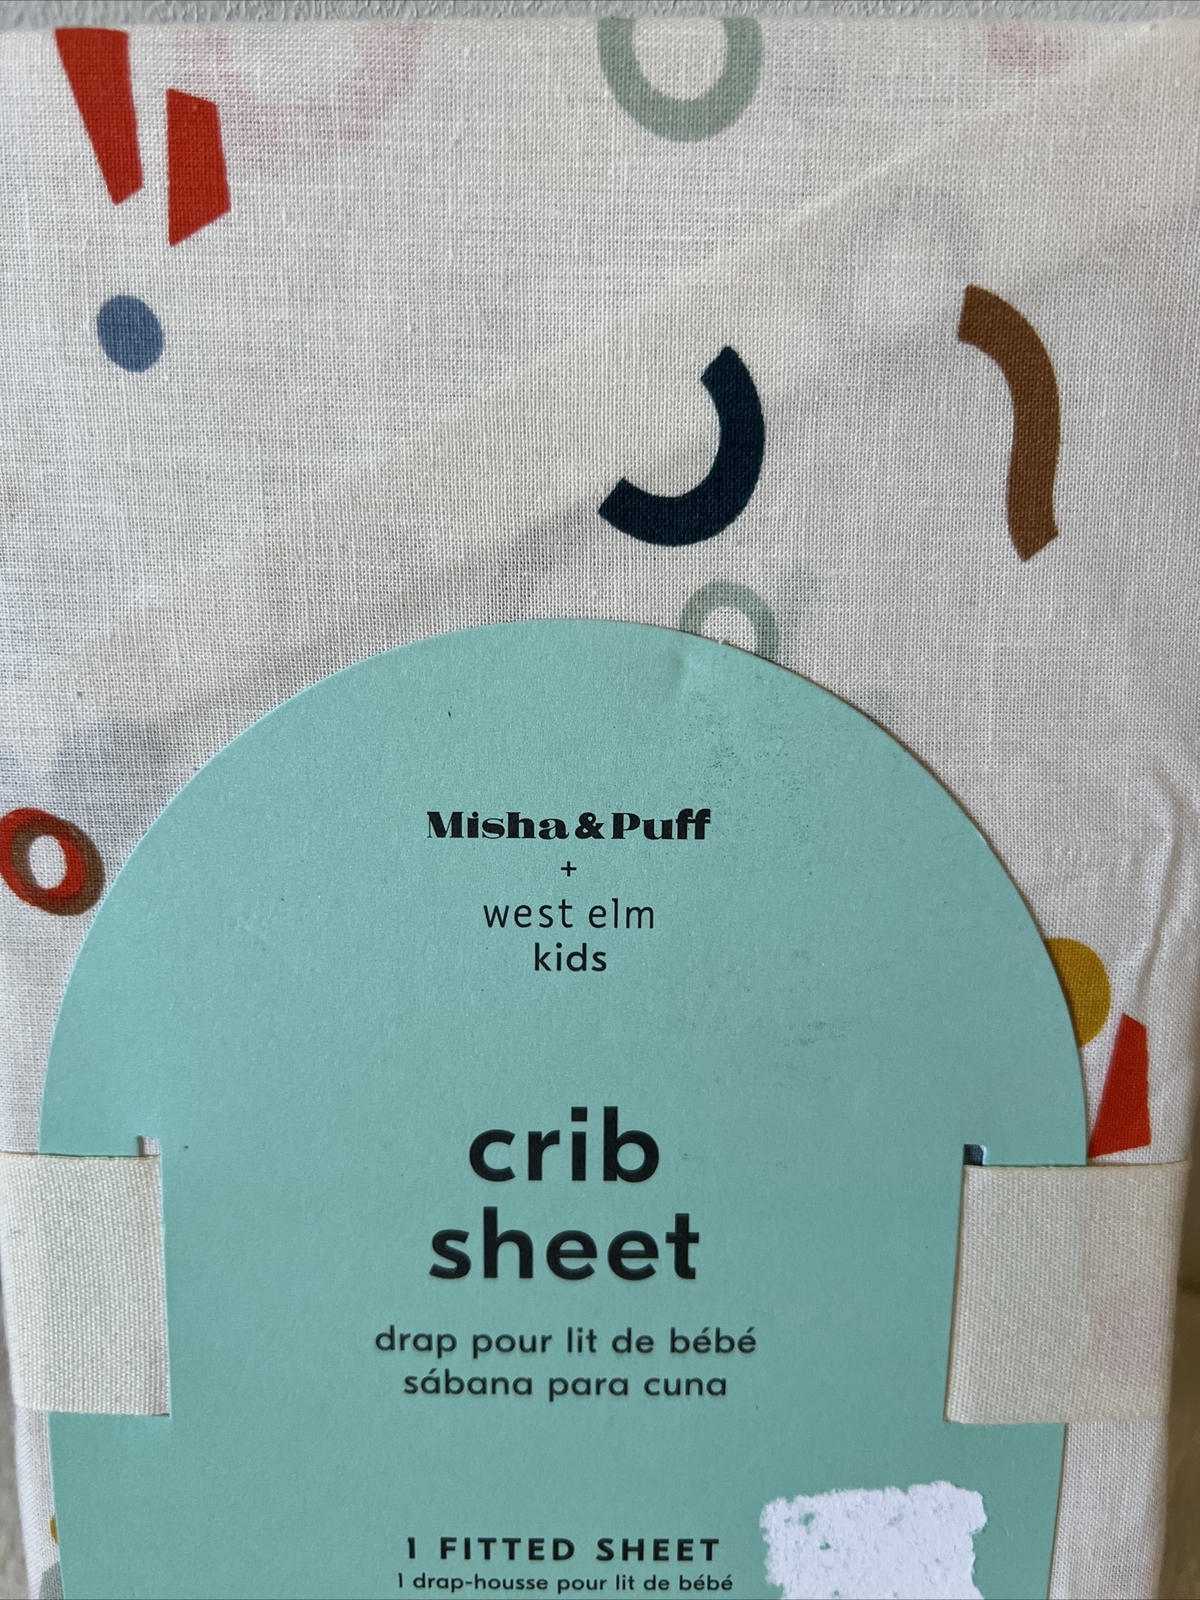 Misha & Puff
+
west elm
kids
crib
sheet
drap pour lit de bébé
sábana para cuna
1 FITTED SHEET
1 drap-housse pour lit de bébé